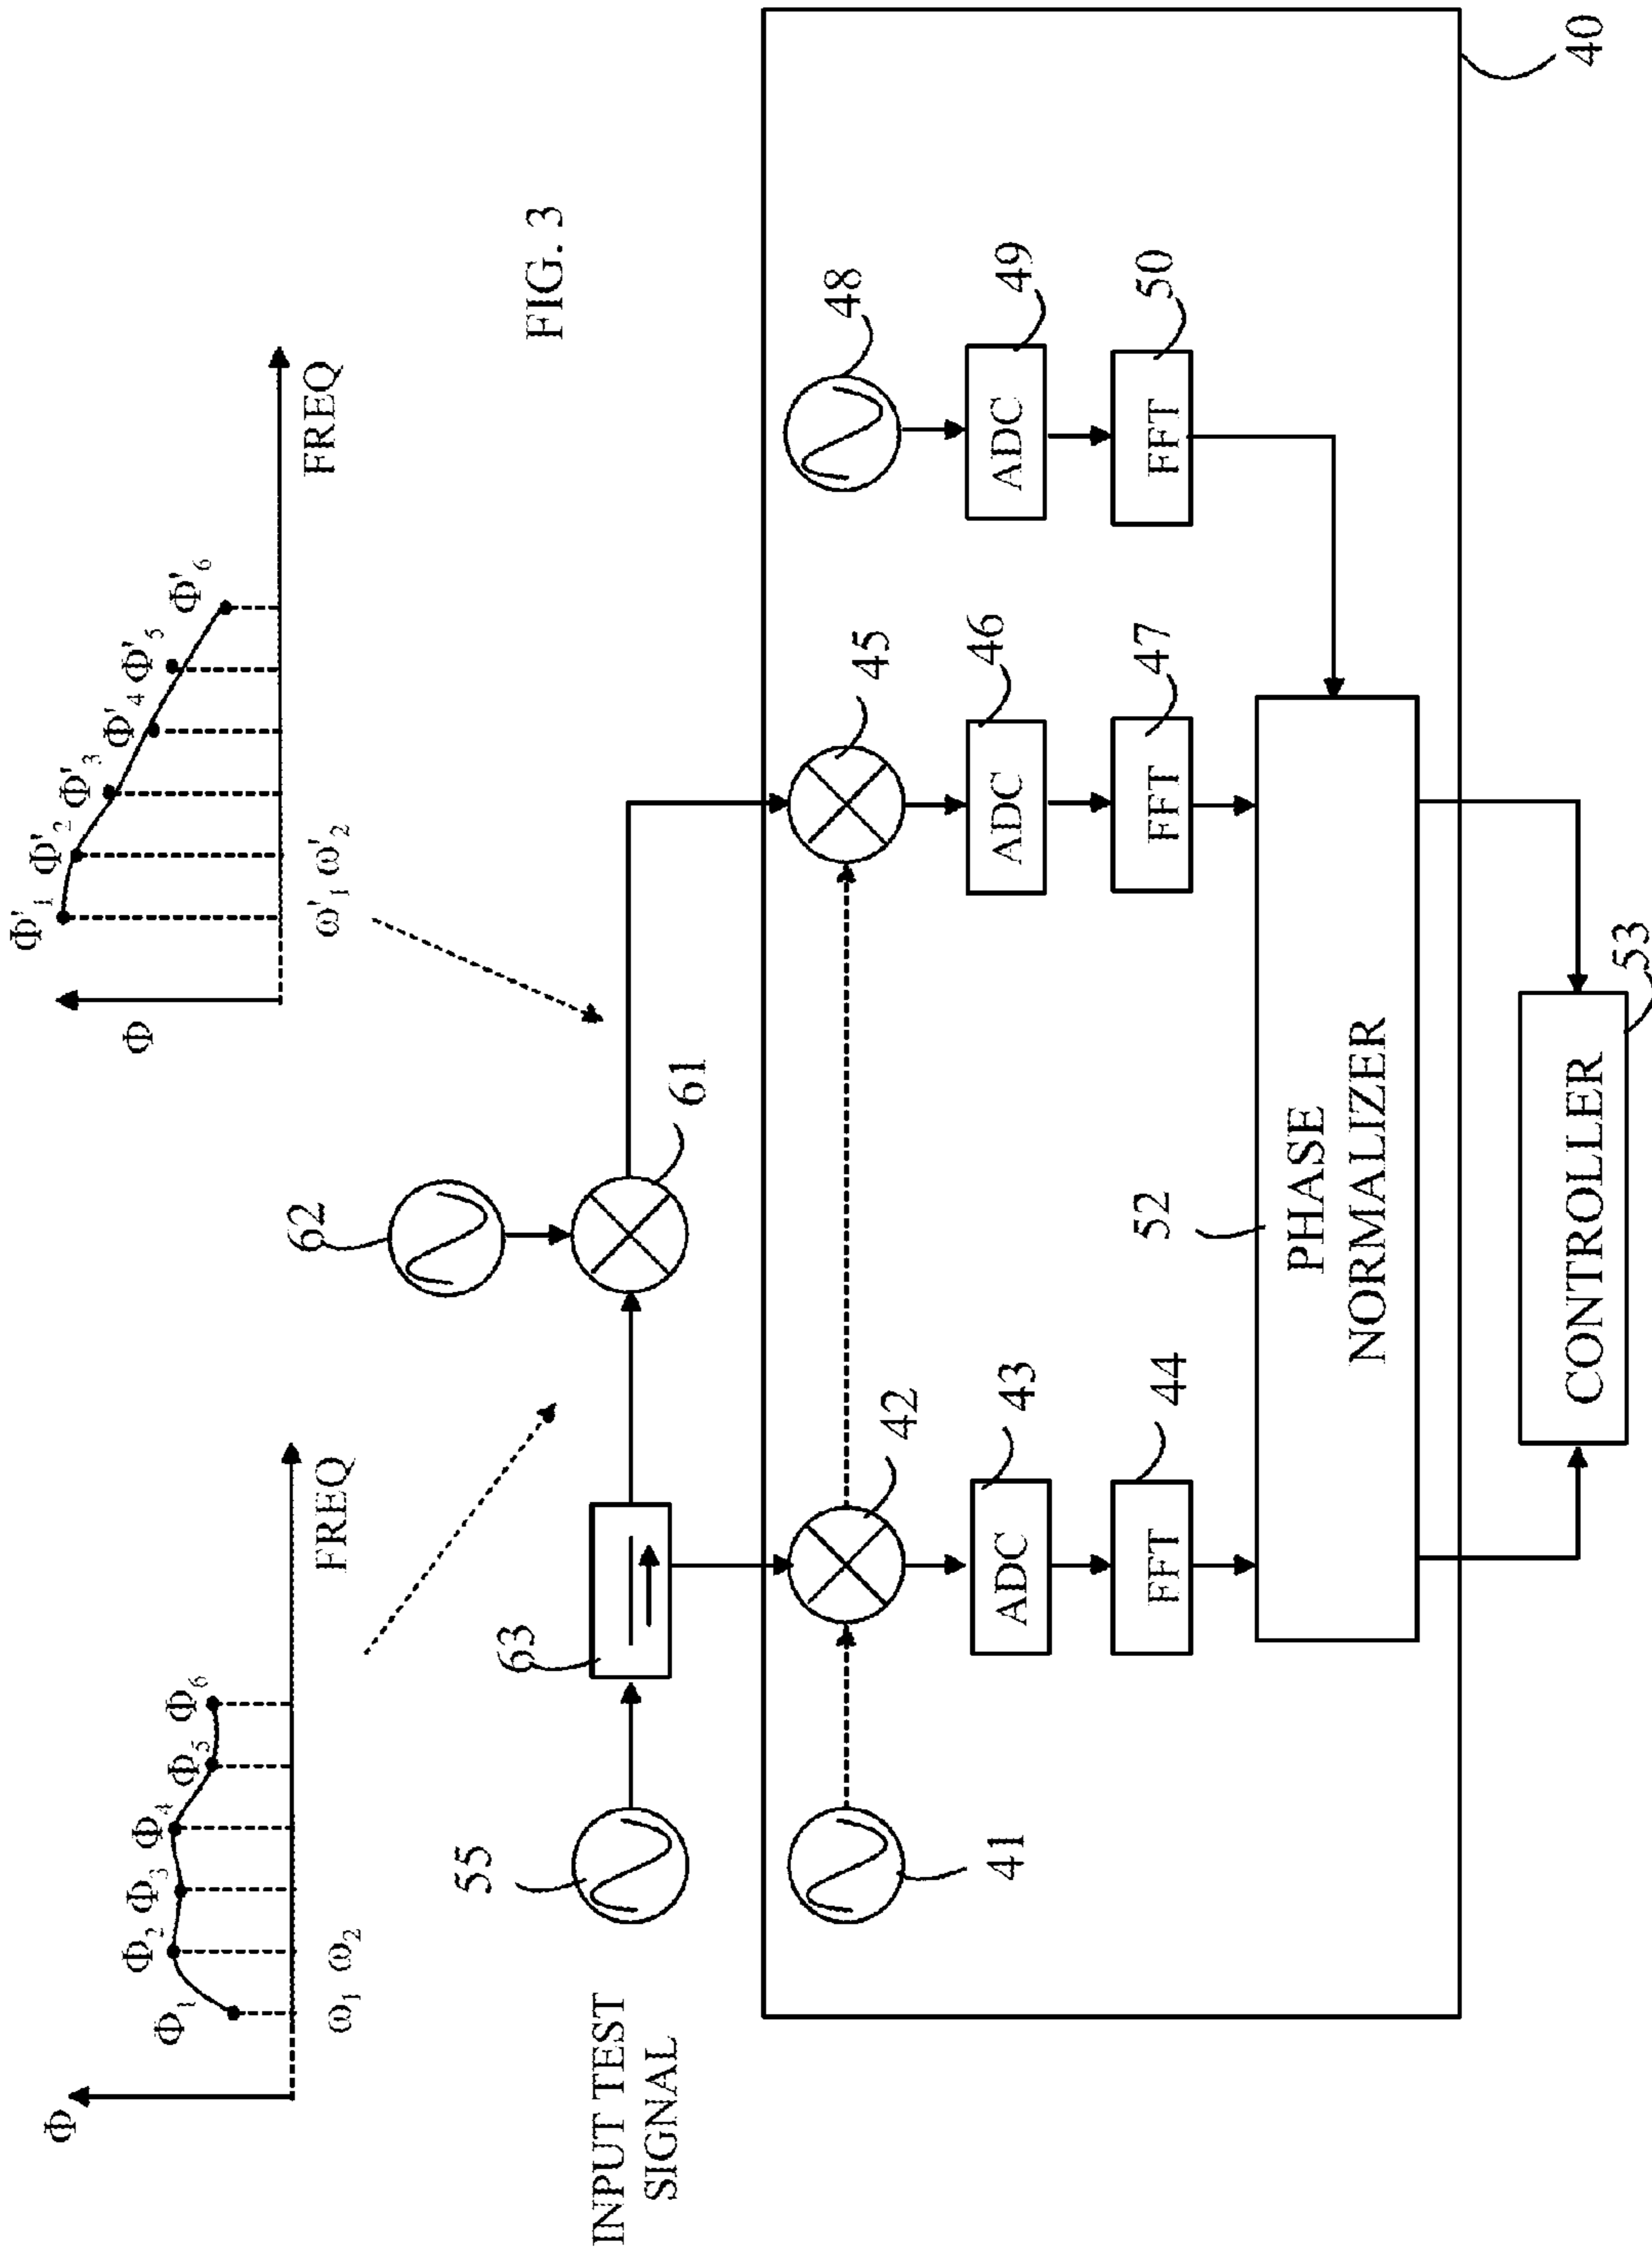 Φ
Φ1 Φ2 Φ3 Φ4 Φ5 Φ6
ω1 ω2
FREQ
Φ
Φ'1 Φ'2 Φ'3 Φ'4 Φ'5 Φ'6
ω'1 ω'2
FREQ
FIG. 3
INPUT TEST
SIGNAL
55
63
62
61
41
42
45
48
ADC
43
ADC
46
ADC
49
FFT
44
FFT
47
FFT
50
52
PHASE
NORMALIZER
CONTROLLER
53
40